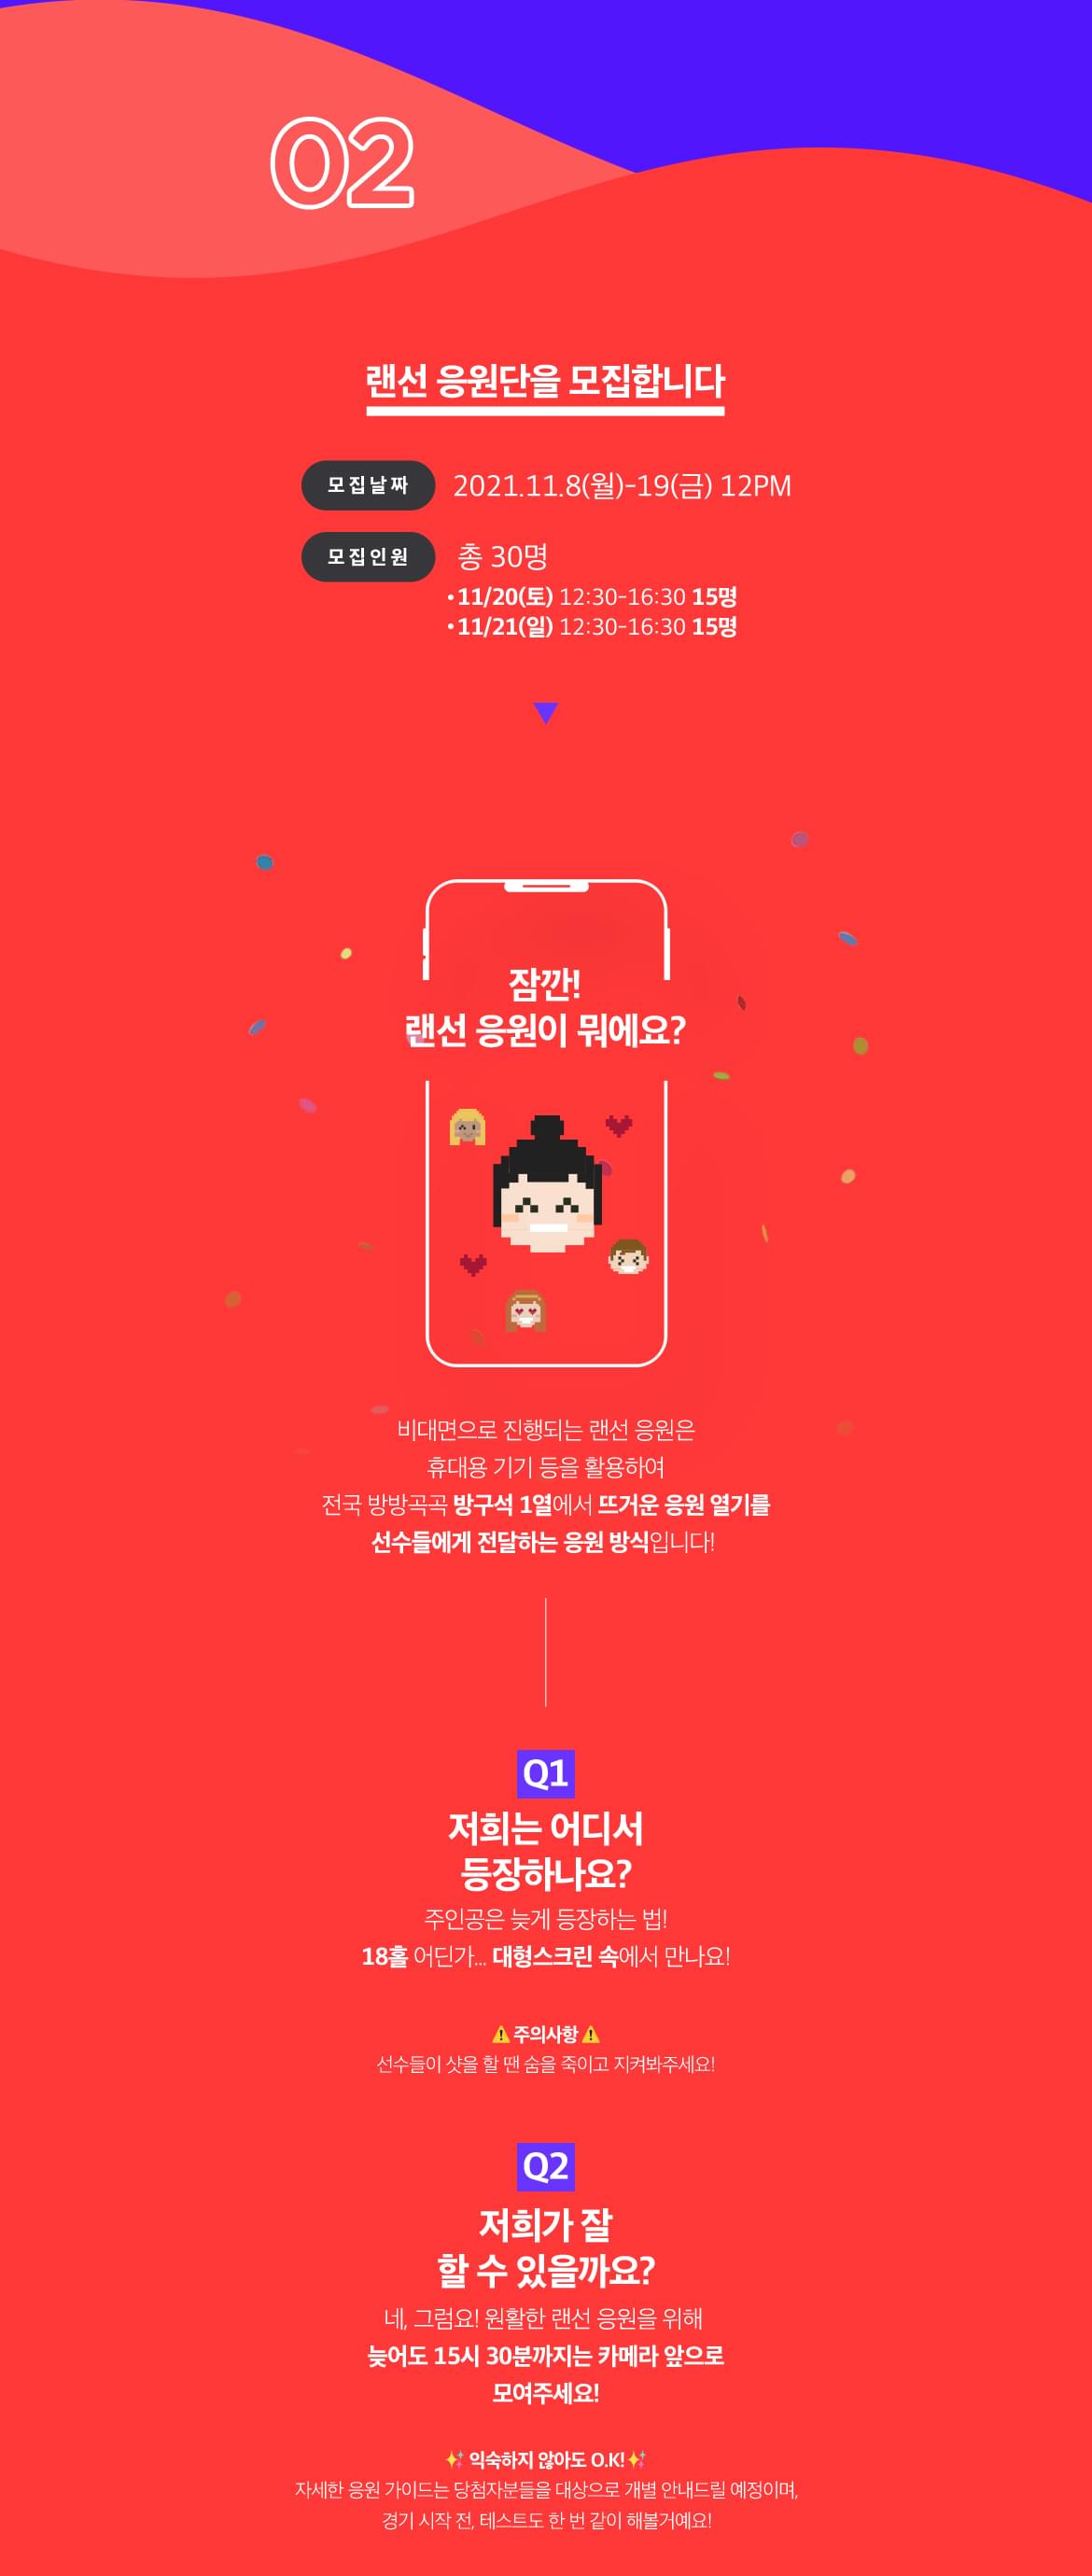 02
랜선 응원단을 모집합니다
모집날짜 2021.11.8(월)-19(금) 12PM
모집인원 총 30명
•11/20(토) 12:30-16:30 15명
•11/21(일) 12:30-16:30 15명
잠깐!
랜선 응원이 뭐에요?
비대면으로 진행되는 랜선 응원은
휴대용 기기 등을 활용하여
전국 방방곡곡 방구석 1열에서 뜨거운 응원 열기를
선수들에게 전달하는 응원 방식입니다!
Q1
저희는 어디서
등장하나요?
주인공은 늦게 등장하는 법!
18홀 어딘가... 대형스크린 속에서 만나요!
⚠️ 주의사항 ⚠️
선수들이 샷을 할 땐 숨을 죽이고 지켜봐주세요!
Q2
저희가 잘
할 수 있을까요?
네, 그럼요! 원활한 랜선 응원을 위해
늦어도 15시 30분까지는 카메라 앞으로
모여주세요!
✨ 익숙하지 않아도 O.K!✨
자세한 응원 가이드는 당첨자분들을 대상으로 개별 안내드릴 예정이며,
경기 시작 전, 테스트도 한 번 같이 해볼거예요!